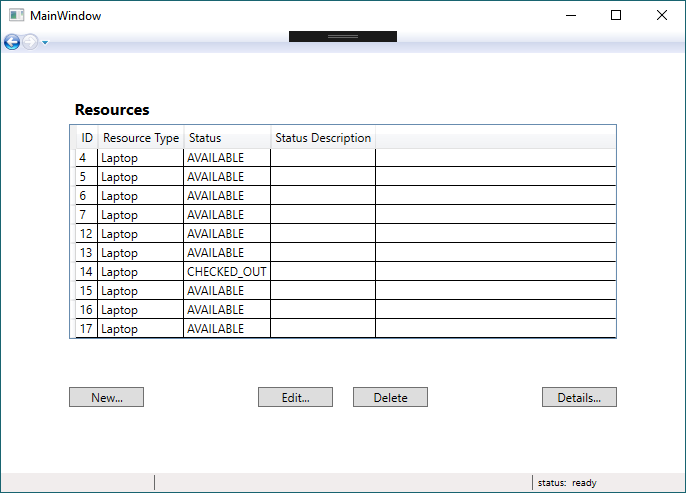 MainWindow
Resources
ID Resource Type Status Status Description
4 Laptop AVAILABLE
5 Laptop AVAILABLE
6 Laptop AVAILABLE
7 Laptop AVAILABLE
12 Laptop AVAILABLE
13 Laptop AVAILABLE
14 Laptop CHECKED_OUT
15 Laptop AVAILABLE
16 Laptop AVAILABLE
17 Laptop AVAILABLE
New... Edit... Delete Details...
status: ready